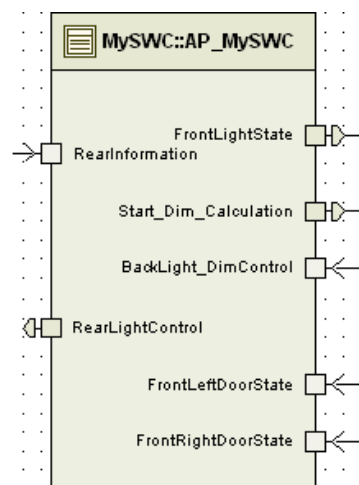 MySWC::AP_MySWC
FrontLightState
RearInformation
Start_Dim_Calculation
BackLight_DimControl
RearLightControl
FrontLeftDoorState
FrontRightDoorState